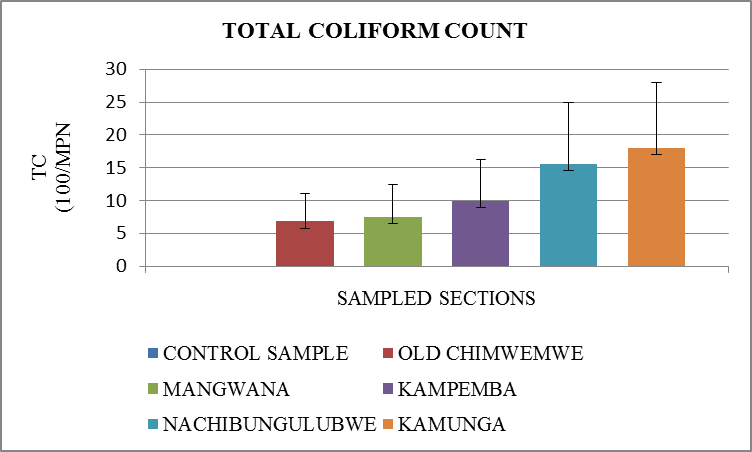 TOTAL COLIFORM COUNT
TC
(100/MPN
30
25
20
15
10
5
0
SAMPLED SECTIONS
CONTROL SAMPLE
OLD CHIMWEMWE
MANGWANA
KAMPEMBA
NACHIBUNGULUBWE
KAMUNGA